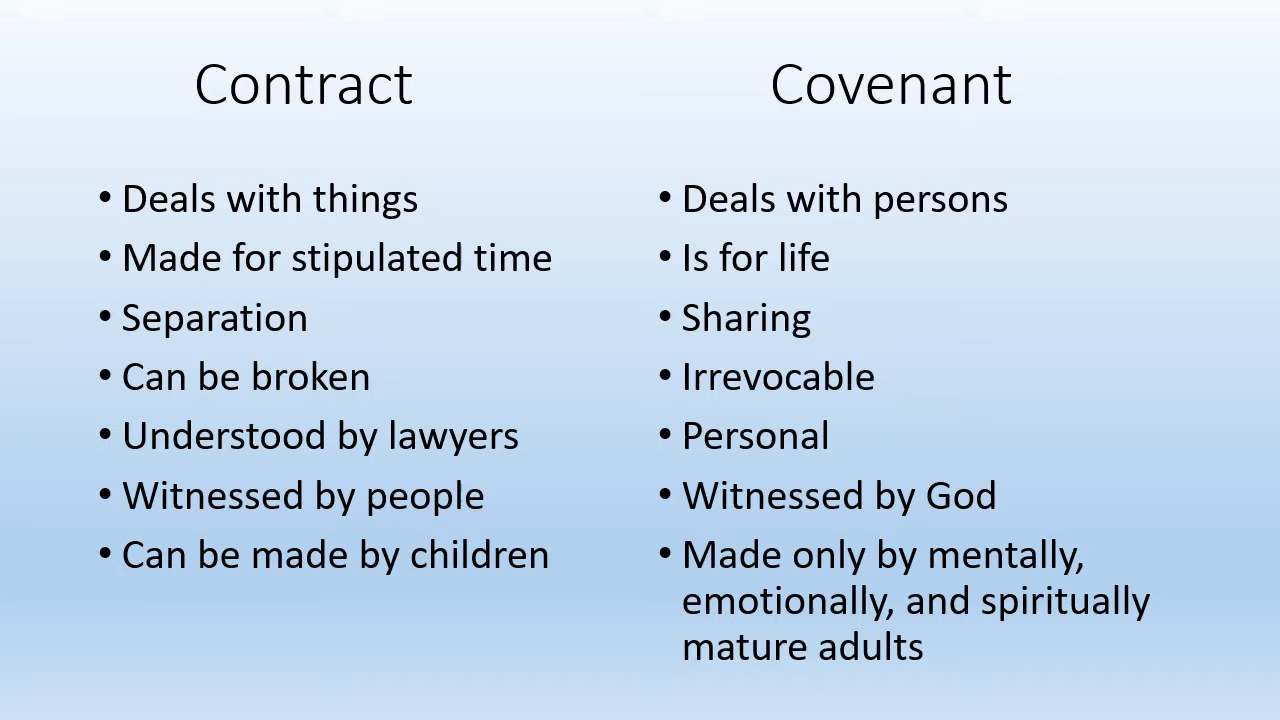 Contract
• Deals with things
• Made for stipulated time
• Separation
• Can be broken
• Understood by lawyers
• Witnessed by people
• Can be made by children
Covenant
• Deals with persons
• Is for life
• Sharing
• Irrevocable
• Personal
• Witnessed by God
• Made only by mentally,
emotionally, and spiritually
mature adults